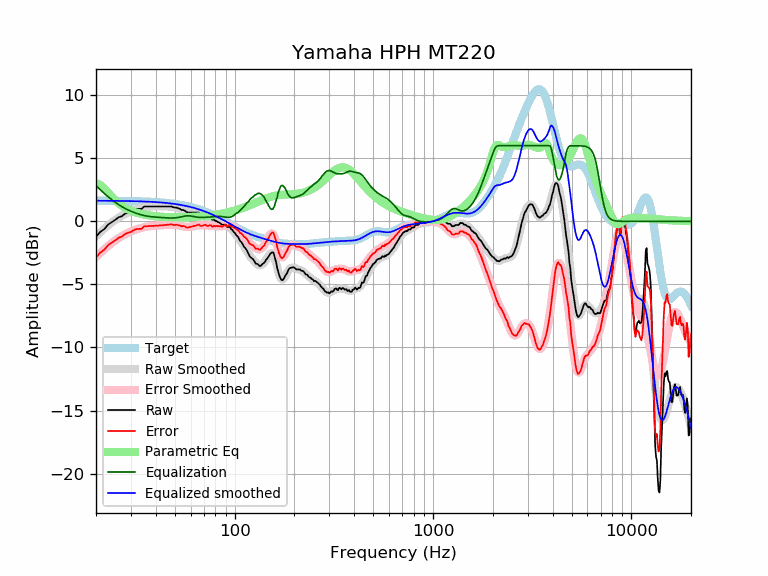 Yamaha HPH MT220
Amplitude (dBr)
10
5
0
−5
−10
−15
−20
Target
Raw Smoothed
Error Smoothed
Raw
Error
Parametric Eq
Equalization
Equalized smoothed
100
1000
10000
Frequency (Hz)